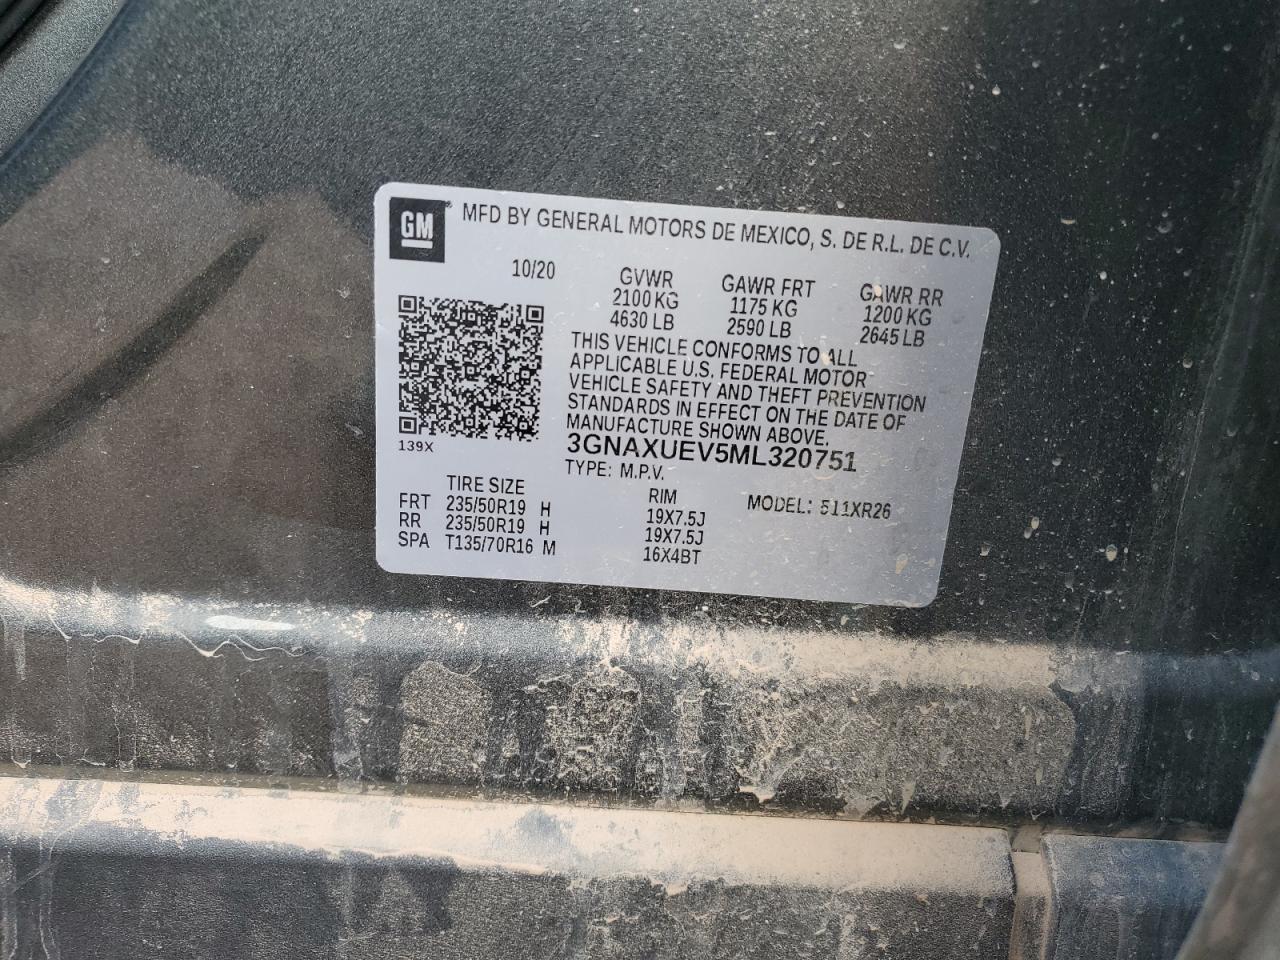 GM
MFD BY GENERAL MOTORS DE MEXICO, S. DE R.L. DE C.V.
10/20 GVWR GAWR FRT GAWR RR
2100 KG 1175 KG 1200 KG
4630 LB 2590 LB 2645 LB
THIS VEHICLE CONFORMS TO ALL
APPLICABLE U.S. FEDERAL MOTOR
VEHICLE SAFETY AND THEFT PREVENTION
STANDARDS IN EFFECT ON THE DATE OF
MANUFACTURE SHOWN ABOVE.
139X
3GNAXUEV5ML320751
TYPE: M.P.V.
TIRE SIZE RIM MODEL: 511XR26
FRT 235/50R19 H 19X7.5J
RR 235/50R19 H 19X7.5J
SPA T135/70R16 M 16X4BT